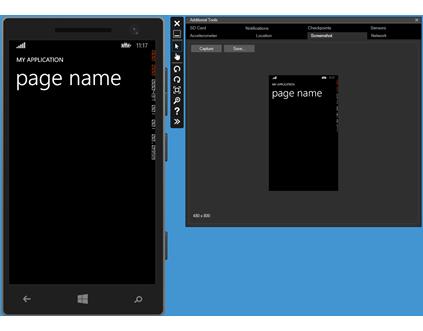 11:17
MY APPLICATION
page name
?
Additional Tools
SD Card Notifications Checkpoints Sensors
Accelerometer Location Screenshot Network
Capture Save...
MY APPLICATION
page name
480 x 800